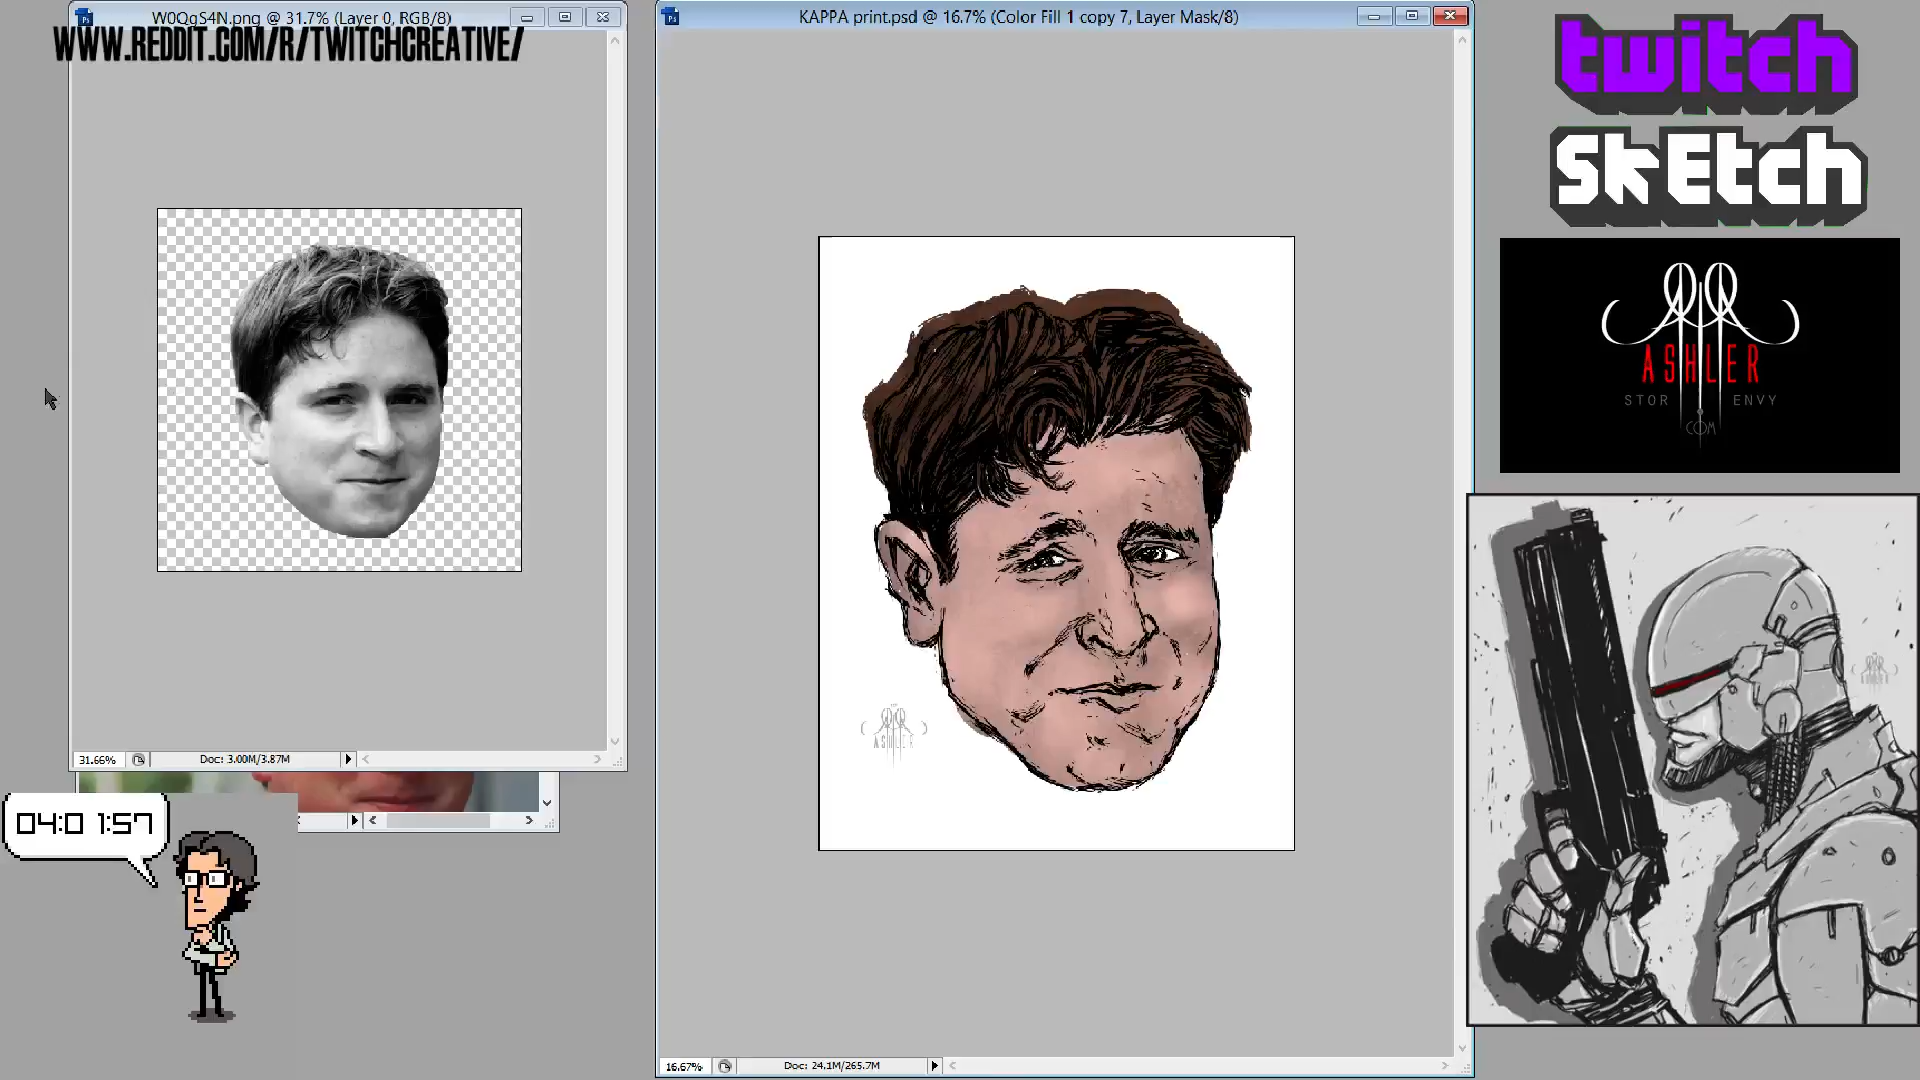 W0QgS4N.png @ 31.7% (Layer 0, RGB/8)
WWW.REDDIT.COM/R/TWITCHCREATIVE/
31.66%
Doc: 3.00M/3.87M
04:01:57
KAPPA print.psd @ 16.7% (Color Fill 1 copy 7, Layer Mask/8)
ASHLER
16.67%
Doc: 24.1M/265.7M
twitch
SkEtch
ASHLER
STOR ENVY
COM